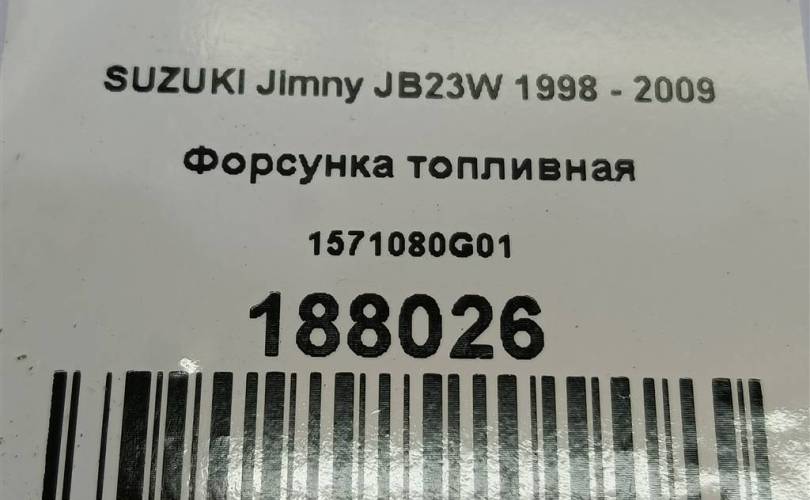 SUZUKI JImny JB23W 1998 - 2009
Форсунка топливная
1571080G01
188026